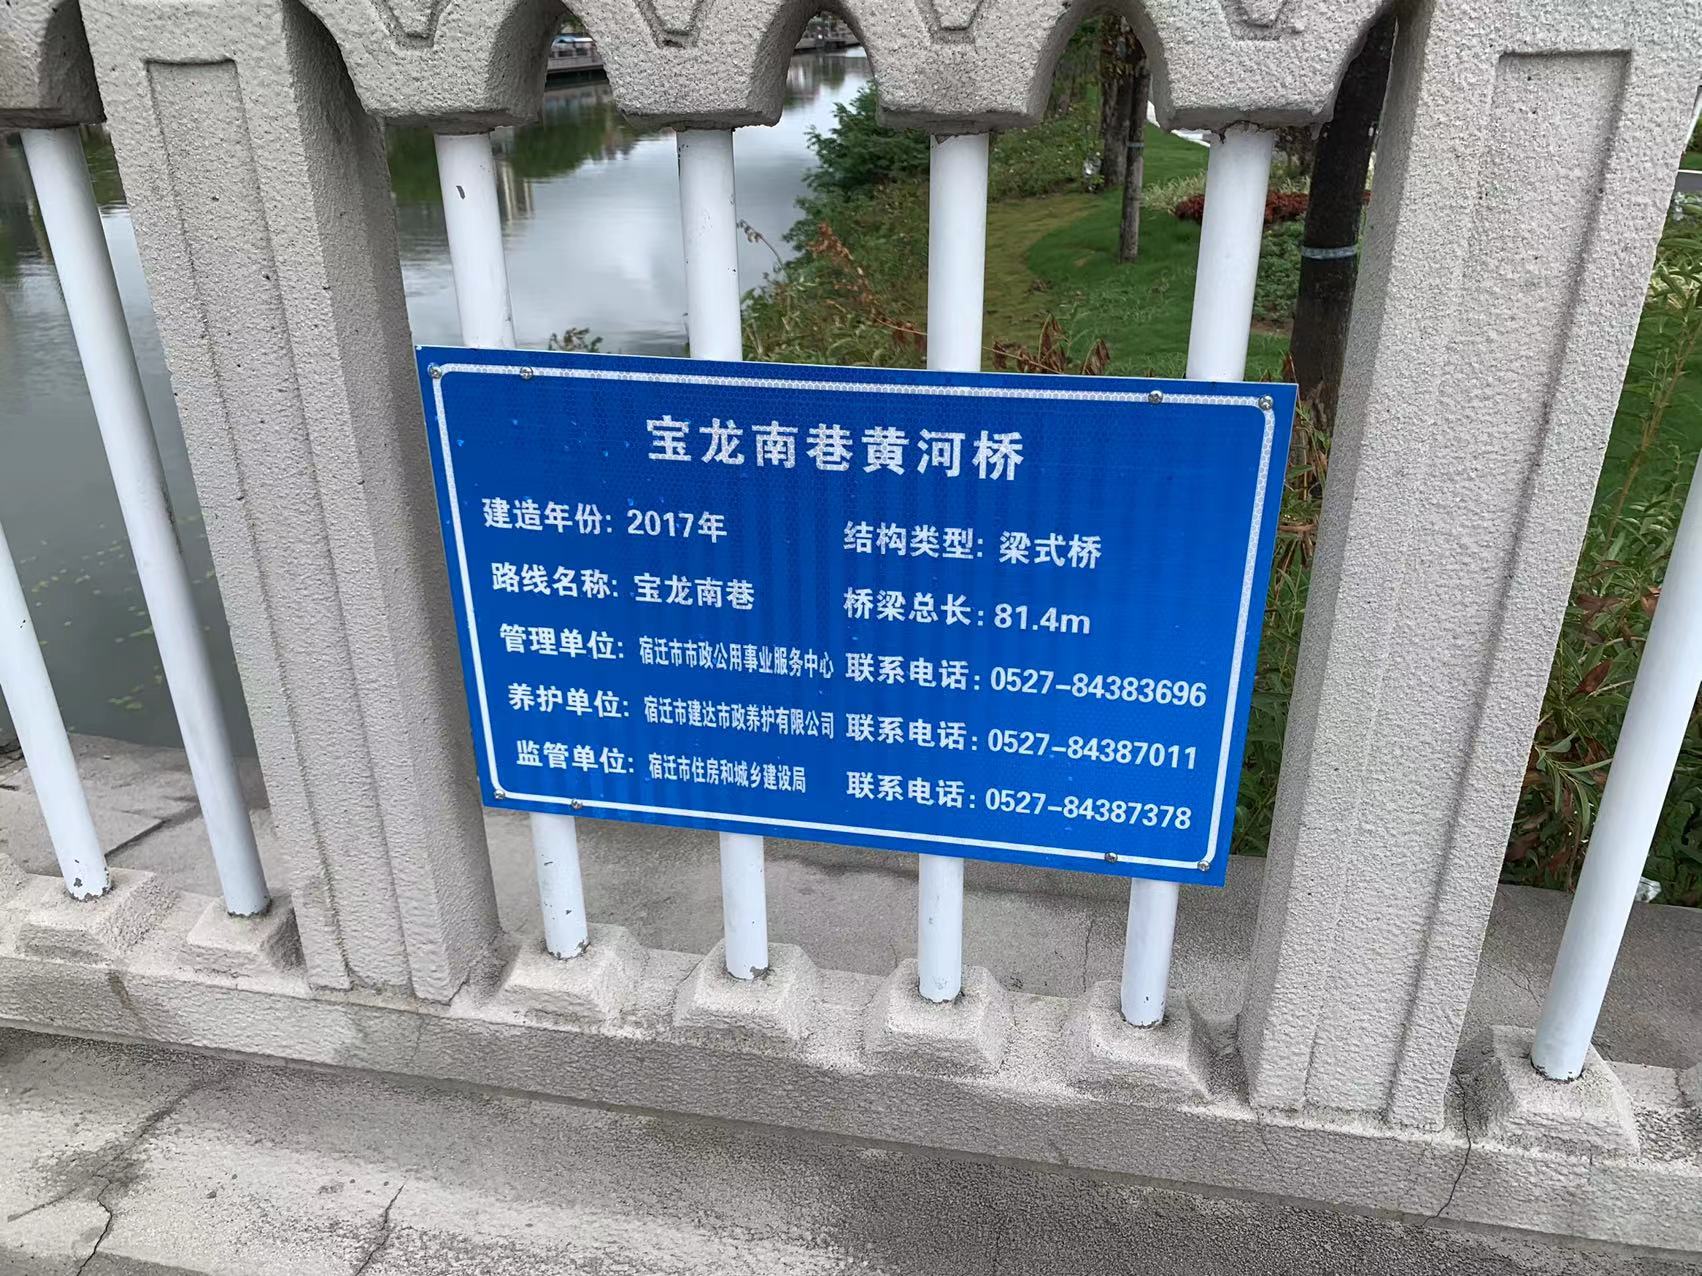 宝龙南巷黄河桥
建造年份: 2017年 结构类型: 梁式桥
路线名称: 宝龙南巷 桥梁总长: 81.4m
管理单位: 宿迁市市政公用事业服务中心 联系电话: 0527-84383696
养护单位: 宿迁市建达市政养护有限公司 联系电话: 0527-84387011
监管单位: 宿迁市住房和城乡建设局 联系电话: 0527-84387378